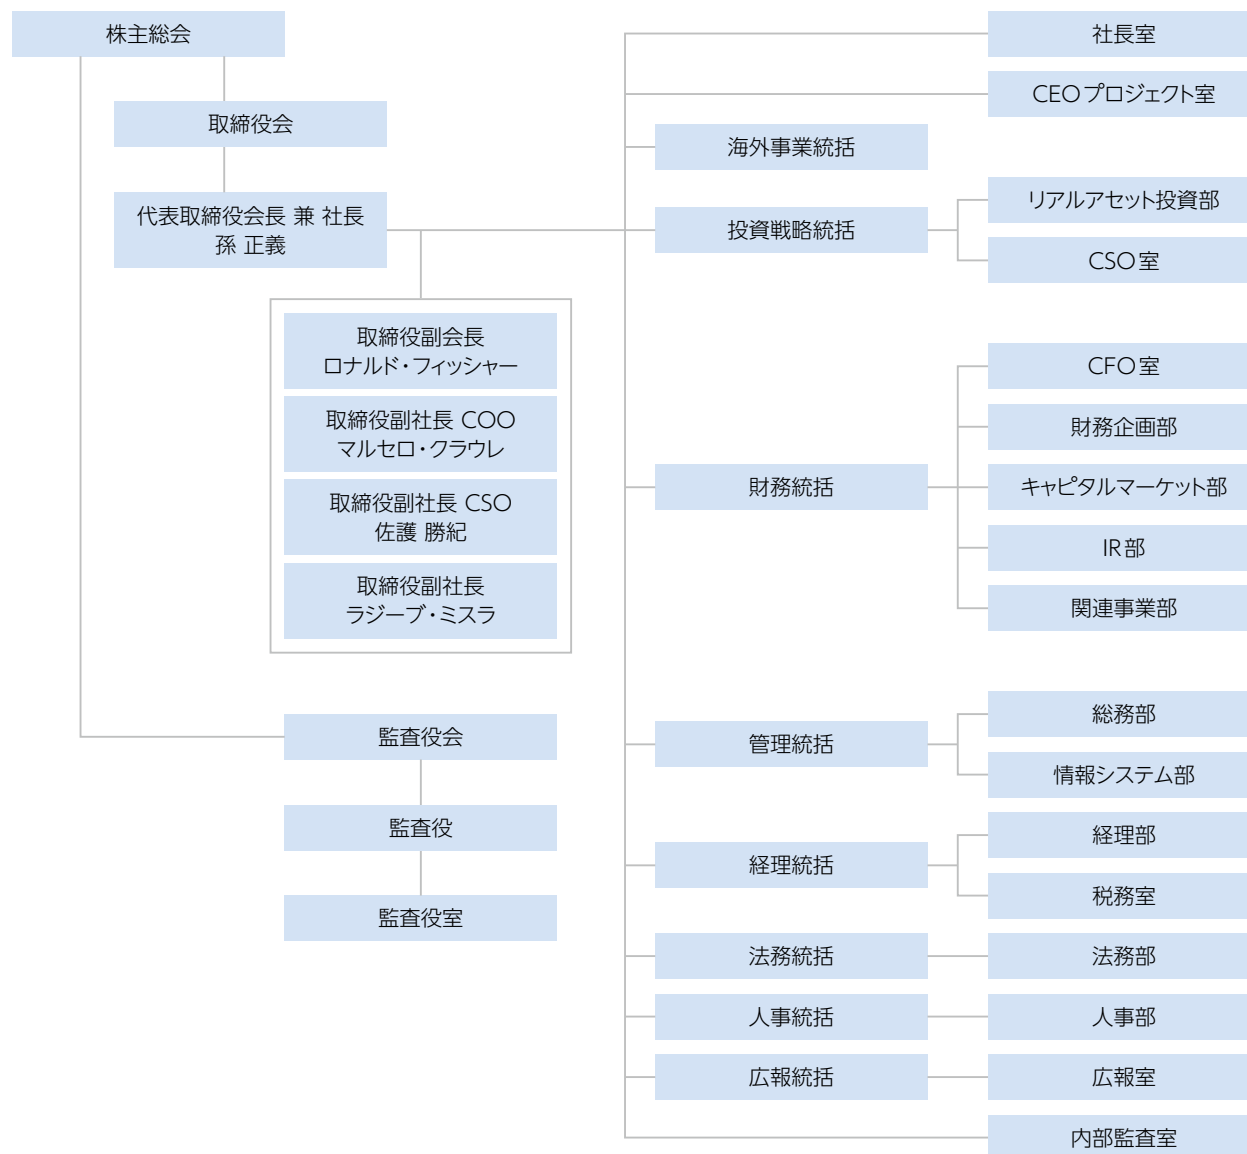 株主総会
取締役会
代表取締役会長 兼 社長
孫 正義
取締役副会長
ロナルド・フィッシャー
取締役副社長 COO
マルセロ・クラウレ
取締役副社長 CSO
佐護 勝紀
取締役副社長
ラジーブ・ミスラ
監査役会
監査役
監査役室
社長室
CEOプロジェクト室
海外事業統括
投資戦略統括
リアルアセット投資部
CSO室
財務統括
CFO室
財務企画部
キャピタルマーケット部
IR部
関連事業部
管理統括
総務部
情報システム部
経理統括
経理部
税務室
法務統括
法務部
人事統括
人事部
広報統括
広報室
内部監査室